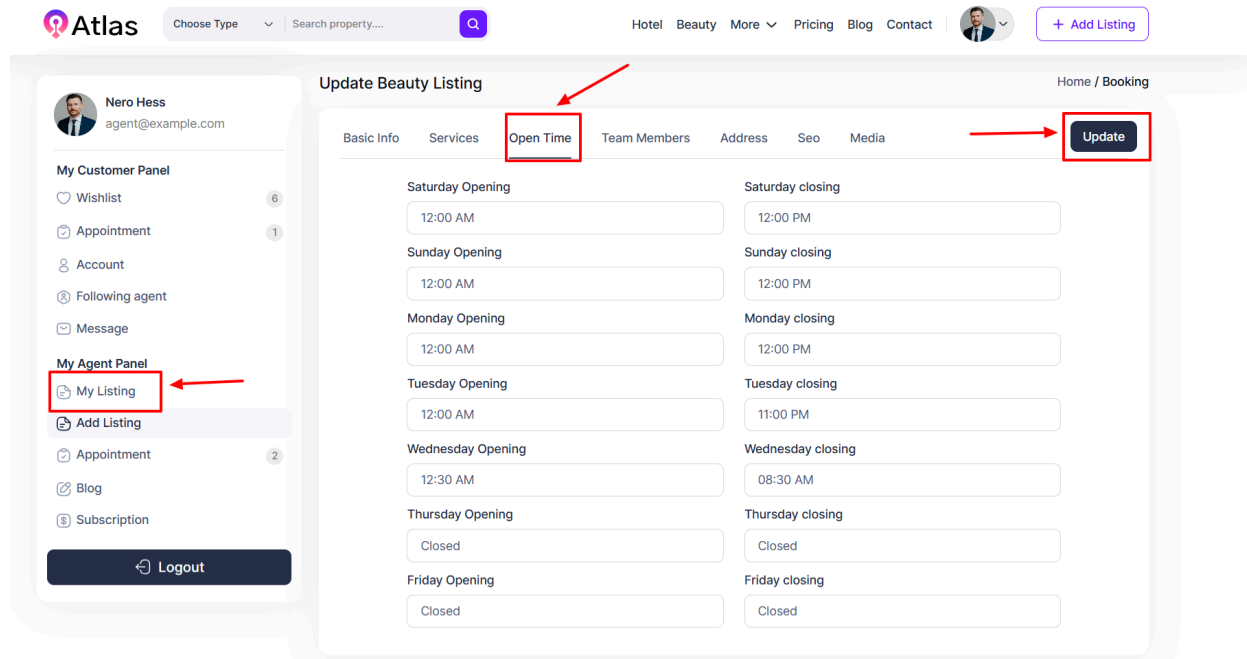 Atlas
Choose Type
Search property....
Hotel
Beauty
More
Pricing
Blog
Contact
+ Add Listing
Nero Hess
agent@example.com
My Customer Panel
Wishlist 6
Appointment 1
Account
Following agent
Message
My Agent Panel
My Listing
Add Listing
Appointment 2
Blog
Subscription
Logout
Update Beauty Listing
Home / Booking
Basic Info
Services
Open Time
Team Members
Address
Seo
Media
Update
Saturday Opening
Saturday closing
12:00 AM
12:00 PM
Sunday Opening
Sunday closing
12:00 AM
12:00 PM
Monday Opening
Monday closing
12:00 AM
12:00 PM
Tuesday Opening
Tuesday closing
12:00 AM
11:00 PM
Wednesday Opening
Wednesday closing
12:30 AM
08:30 AM
Thursday Opening
Thursday closing
Closed
Closed
Friday Opening
Friday closing
Closed
Closed